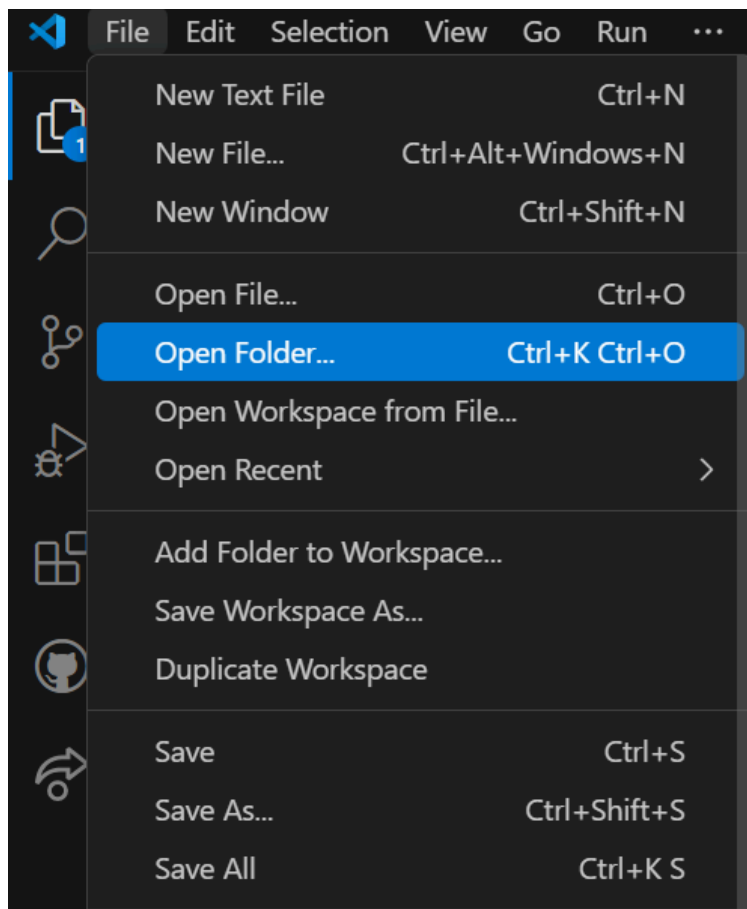 File Edit Selection View Go Run ...
New Text File Ctrl+N
1
New File... Ctrl+Alt+Windows+N
New Window Ctrl+Shift+N
Open File... Ctrl+O
Open Folder... Ctrl+K Ctrl+O
Open Workspace from File...
Open Recent
Add Folder to Workspace...
Save Workspace As...
Duplicate Workspace
Save Ctrl+S
Save As... Ctrl+Shift+S
Save All Ctrl+K S